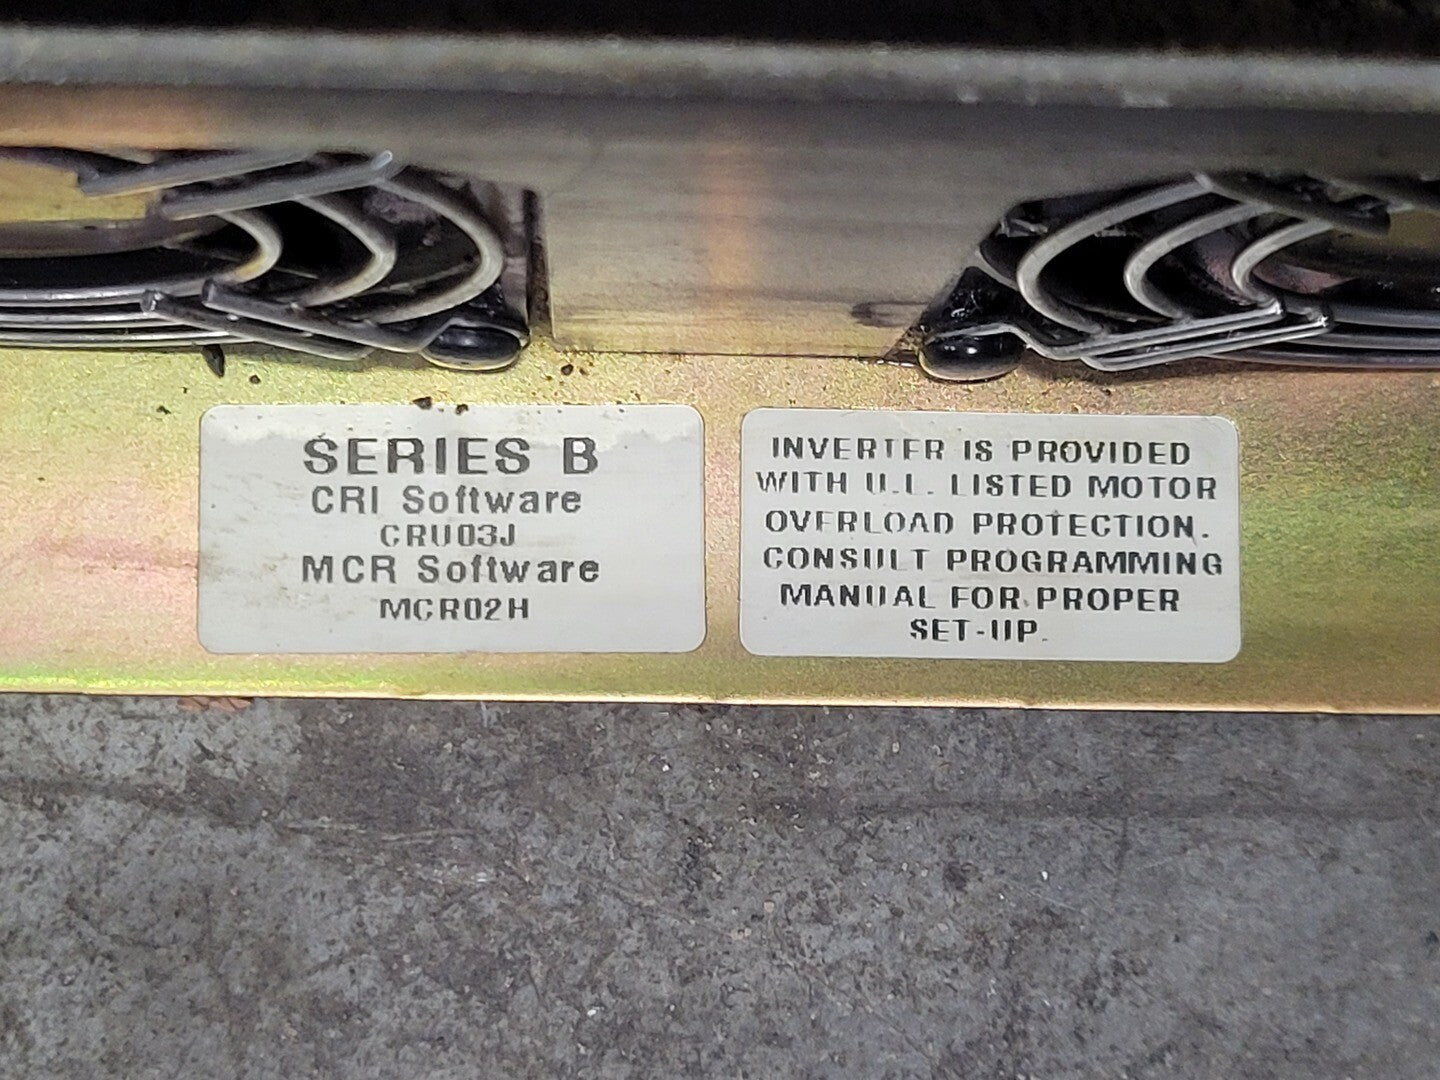 SERIES B
CRI Software
CRU03J
MCR Software
MCR02H
INVERTER IS PROVIDED
WITH U.L. LISTED MOTOR
OVERLOAD PROTECTION.
CONSULT PROGRAMMING
MANUAL FOR PROPER
SET-UP.